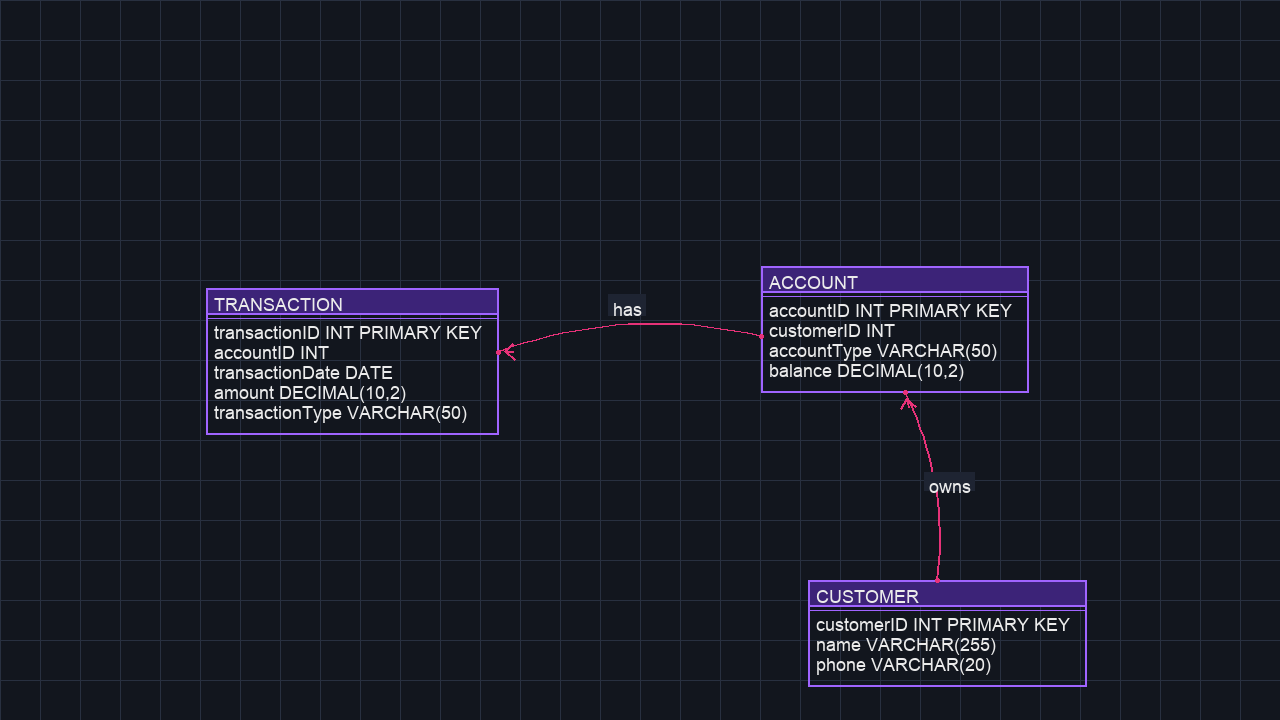 TRANSACTION
transactionID INT PRIMARY KEY
accountID INT
transactionDate DATE
amount DECIMAL(10,2)
transactionType VARCHAR(50)
has
ACCOUNT
accountID INT PRIMARY KEY
customerID INT
accountType VARCHAR(50)
balance DECIMAL(10,2)
owns
CUSTOMER
customerID INT PRIMARY KEY
name VARCHAR(255)
phone VARCHAR(20)